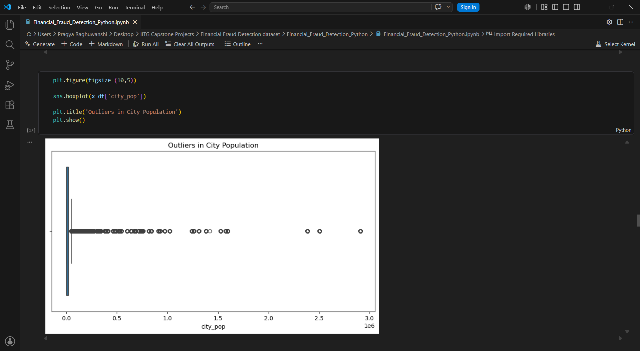 File Edit Selection View Go Run Terminal Help
Search
Sign In
Financial_Fraud_Detection_Python.ipynb
C: > Users > Pragya Raghuwanshi > Desktop > IITG Capstone Projects > Financial Fraud Detection dataset > Financial_Fraud_Detection_Python > Financial_Fraud_Detection_Python.ipynb > Import Required Libraries
Generate + Code + Markdown Run All Clear All Outputs Outline ...
Select Kernel
plt.figure(figsize=(10,5))
sns.boxplot(x=df['city_pop'])
plt.title('Outliers in City Population')
plt.show()
Python
Outliers in City Population
0.0 0.5 1.0 1.5 2.0 2.5 3.0
1e6
city_pop